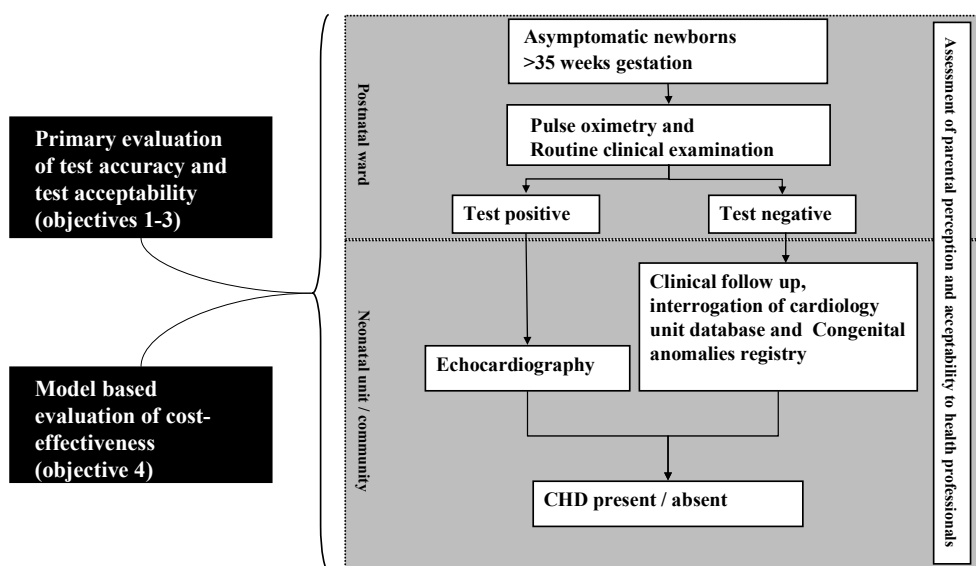 Primary evaluation
of test accuracy and
test acceptability
(objectives 1-3)
Model based
evaluation of cost-
effectiveness
(objective 4)
Postnatal ward
Asymptomatic newborns
>35 weeks gestation
Pulse oximetry and
Routine clinical examination
Test positive
Test negative
Neonatal unit / community
Clinical follow up,
interrogation of cardiology
unit database and Congenital
anomalies registry
Echocardiography
CHD present / absent
Assessment of parental perception and acceptability to health professionals